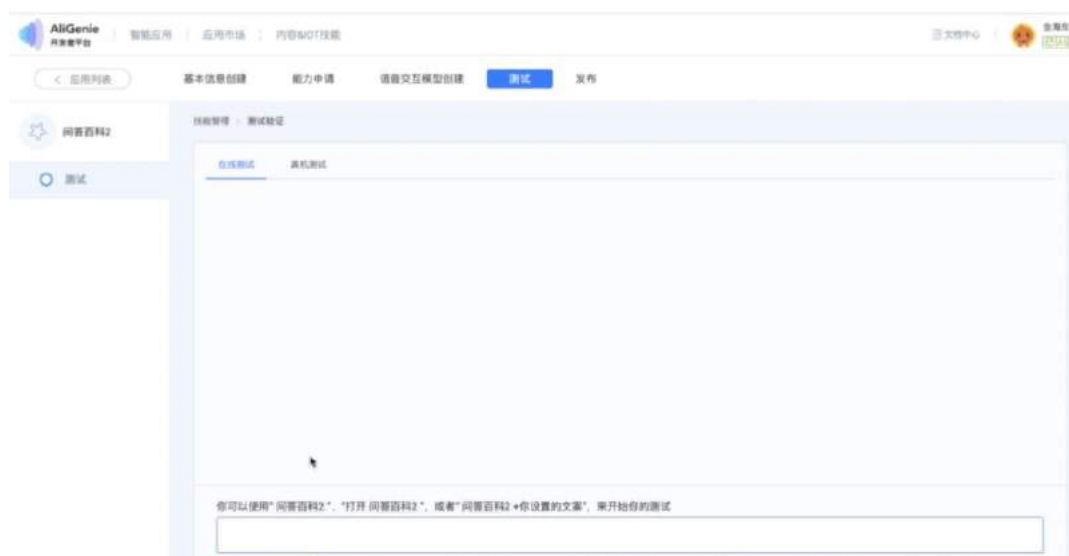 AliGenie
开发者平台
智能应用 | 应用市场 | 内容&IOT技能
文档中心
< 应用列表
基本信息创建 能力申请 语音交互模型创建 测试 发布
问答百科2
技能管理 > 测试验证
测试
在线测试 真机测试
你可以使用“ 问答百科2 ”,“打开 问答百科2 ”,或者“ 问答百科2 +你设置的文案”,来开始你的测试